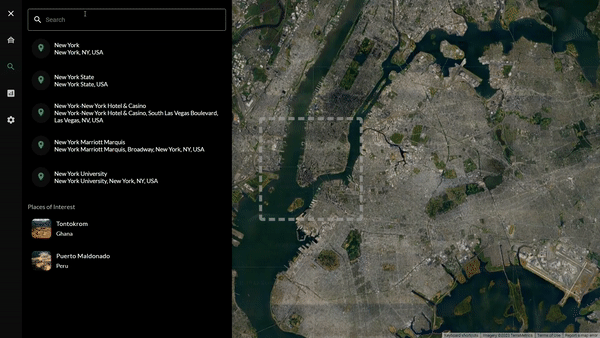 Search
New York
New York, NY, USA
New York State
New York State, USA
New York-New York Hotel & Casino
New York-New York Hotel & Casino, South Las Vegas Boulevard,
Las Vegas, NV, USA
New York Marriott Marquis
New York Marriott Marquis, Broadway, New York, NY, USA
New York University
New York University, New York, NY, USA
Places of Interest
Tontokrom
Ghana
Puerto Maldonado
Peru
Keyboard shortcuts
Imagery ©2023 TerraMetrics
Terms of Use
Report a map error